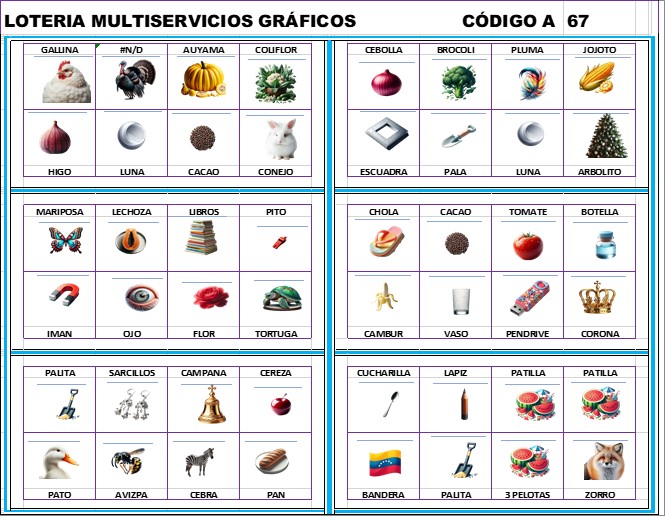 LOTERIA MULTISERVICIOS GRÁFICOS CÓDIGO A 67
GALLINA #N/D AUYAMA COLIFLOR
HIGO LUNA CACAO CONEJO
CEBOLLA BROCOLI PLUMA JOJOTO
ESCUADRA PALA LUNA ARBOLITO
MARIPOSA LECHOZA LIBROS PITO
IMAN OJO FLOR TORTUGA
CHOLA CACAO TOMATE BOTELLA
CAMBUR VASO PENDRIVE CORONA
PALITA SARCILLOS CAMPANA CEREZA
PATO AVIZPA CEBRA PAN
CUCHARILLA LAPIZ PATILLA PATILLA
BANDERA PALITA 3 PELOTAS ZORRO